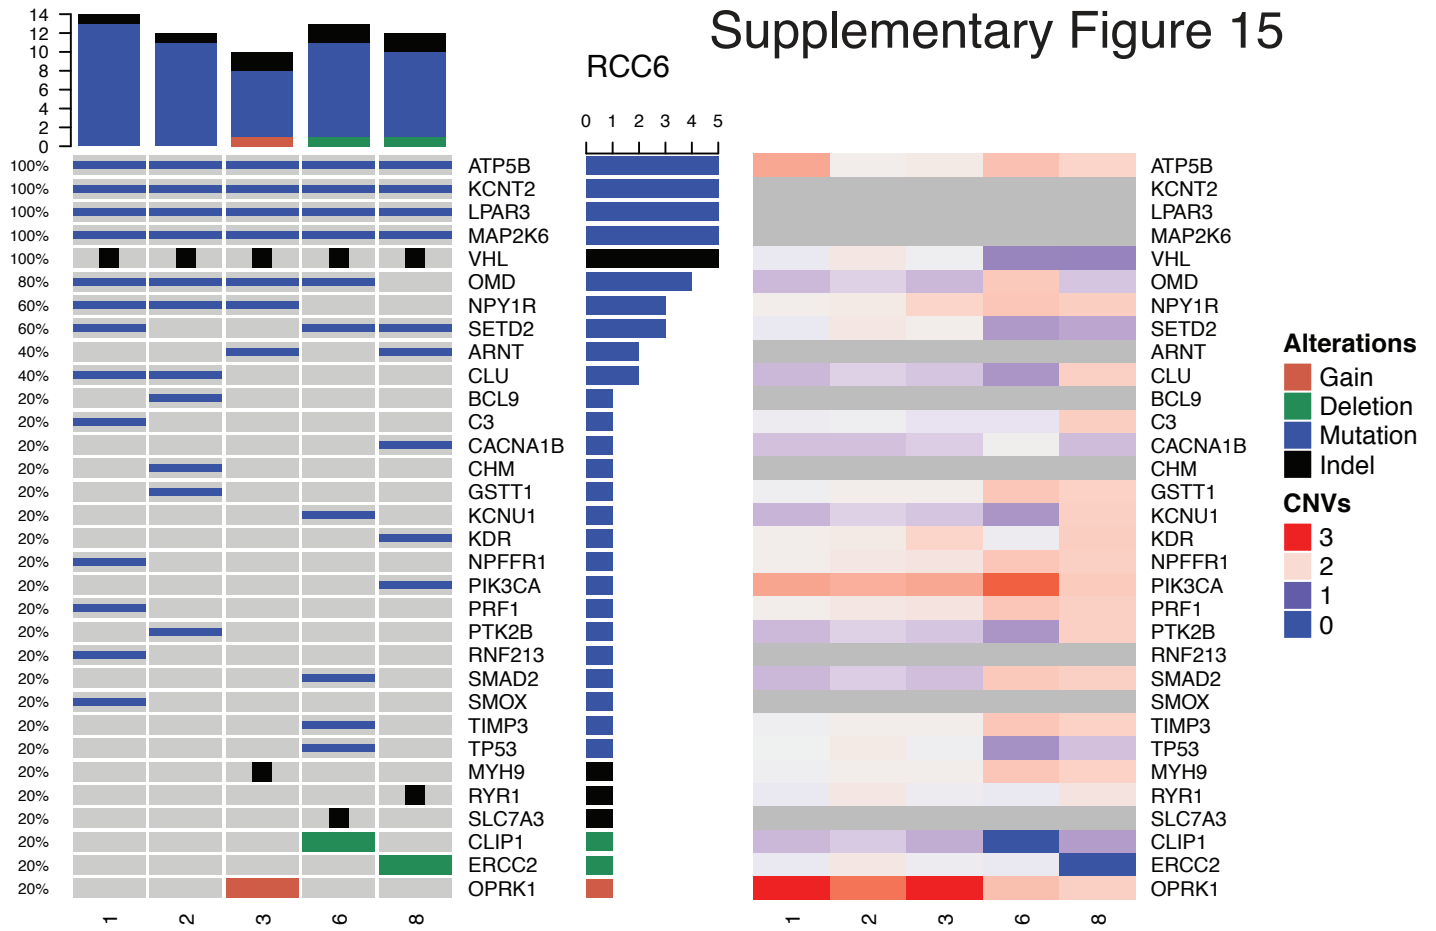 Supplementary Figure 15
RCC6
14
12
10
8
6
4
2
0
0 1 2 3 4 5
100% ATP5B ATP5B
100% KCNT2 KCNT2
100% LPAR3 LPAR3
100% MAP2K6 MAP2K6
100% VHL VHL
80% OMD OMD
60% NPY1R NPY1R
60% SETD2 SETD2
40% ARNT ARNT
40% CLU CLU
20% BCL9 BCL9
20% C3 C3
20% CACNA1B CACNA1B
20% CHM CHM
20% GSTT1 GSTT1
20% KCNU1 KCNU1
20% KDR KDR
20% NPFFR1 NPFFR1
20% PIK3CA PIK3CA
20% PRF1 PRF1
20% PTK2B PTK2B
20% RNF213 RNF213
20% SMAD2 SMAD2
20% SMOX SMOX
20% TIMP3 TIMP3
20% TP53 TP53
20% MYH9 MYH9
20% RYR1 RYR1
20% SLC7A3 SLC7A3
20% CLIP1 CLIP1
20% ERCC2 ERCC2
20% OPRK1 OPRK1
1 2 3 6 8 1 2 3 6 8
Alterations
Gain
Deletion
Mutation
Indel
CNVs
3
2
1
0